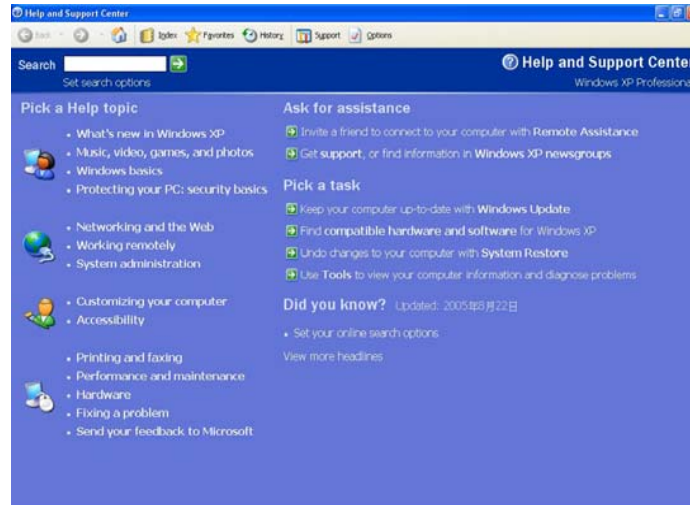 Help and Support Center
Back
Index Favorites History Support Options
Search
Set search options
Help and Support Center
Windows XP Professional
Pick a Help topic
What's new in Windows XP
Music, video, games, and photos
Windows basics
Protecting your PC: security basics
Networking and the Web
Working remotely
System administration
Customizing your computer
Accessibility
Printing and faxing
Performance and maintenance
Hardware
Fixing a problem
Send your feedback to Microsoft
Ask for assistance
Invite a friend to connect to your computer with Remote Assistance
Get support, or find information in Windows XP newsgroups
Pick a task
Keep your computer up-to-date with Windows Update
Find compatible hardware and software for Windows XP
Undo changes to your computer with System Restore
Use Tools to view your computer information and diagnose problems
Did you know? Updated: 2005年8月22日
Set your online search options
View more headlines